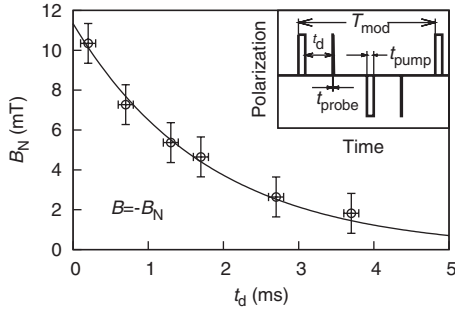 12
10
8
6
4
2
0
B_N (mT)
0 1 2 3 4 5
t_d (ms)
B=-B_N
Polarization
Time
T_mod
t_d
t_pump
t_probe